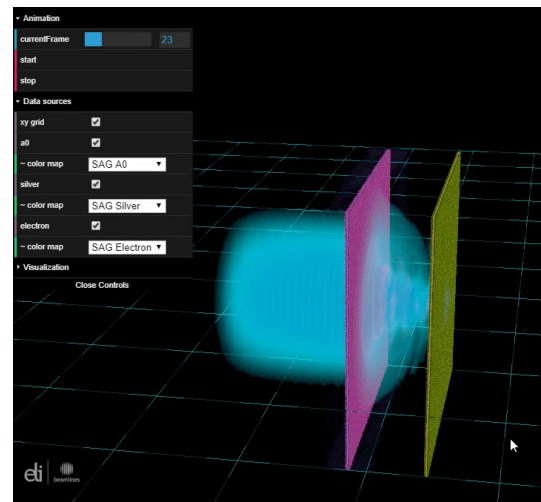 Animation
currentFrame 23
start
stop
Data sources
xy grid
a0
~ color map SAG A0
silver
~ color map SAG Silver
electron
~ color map SAG Electron
Visualization
Close Controls
eli beamlines